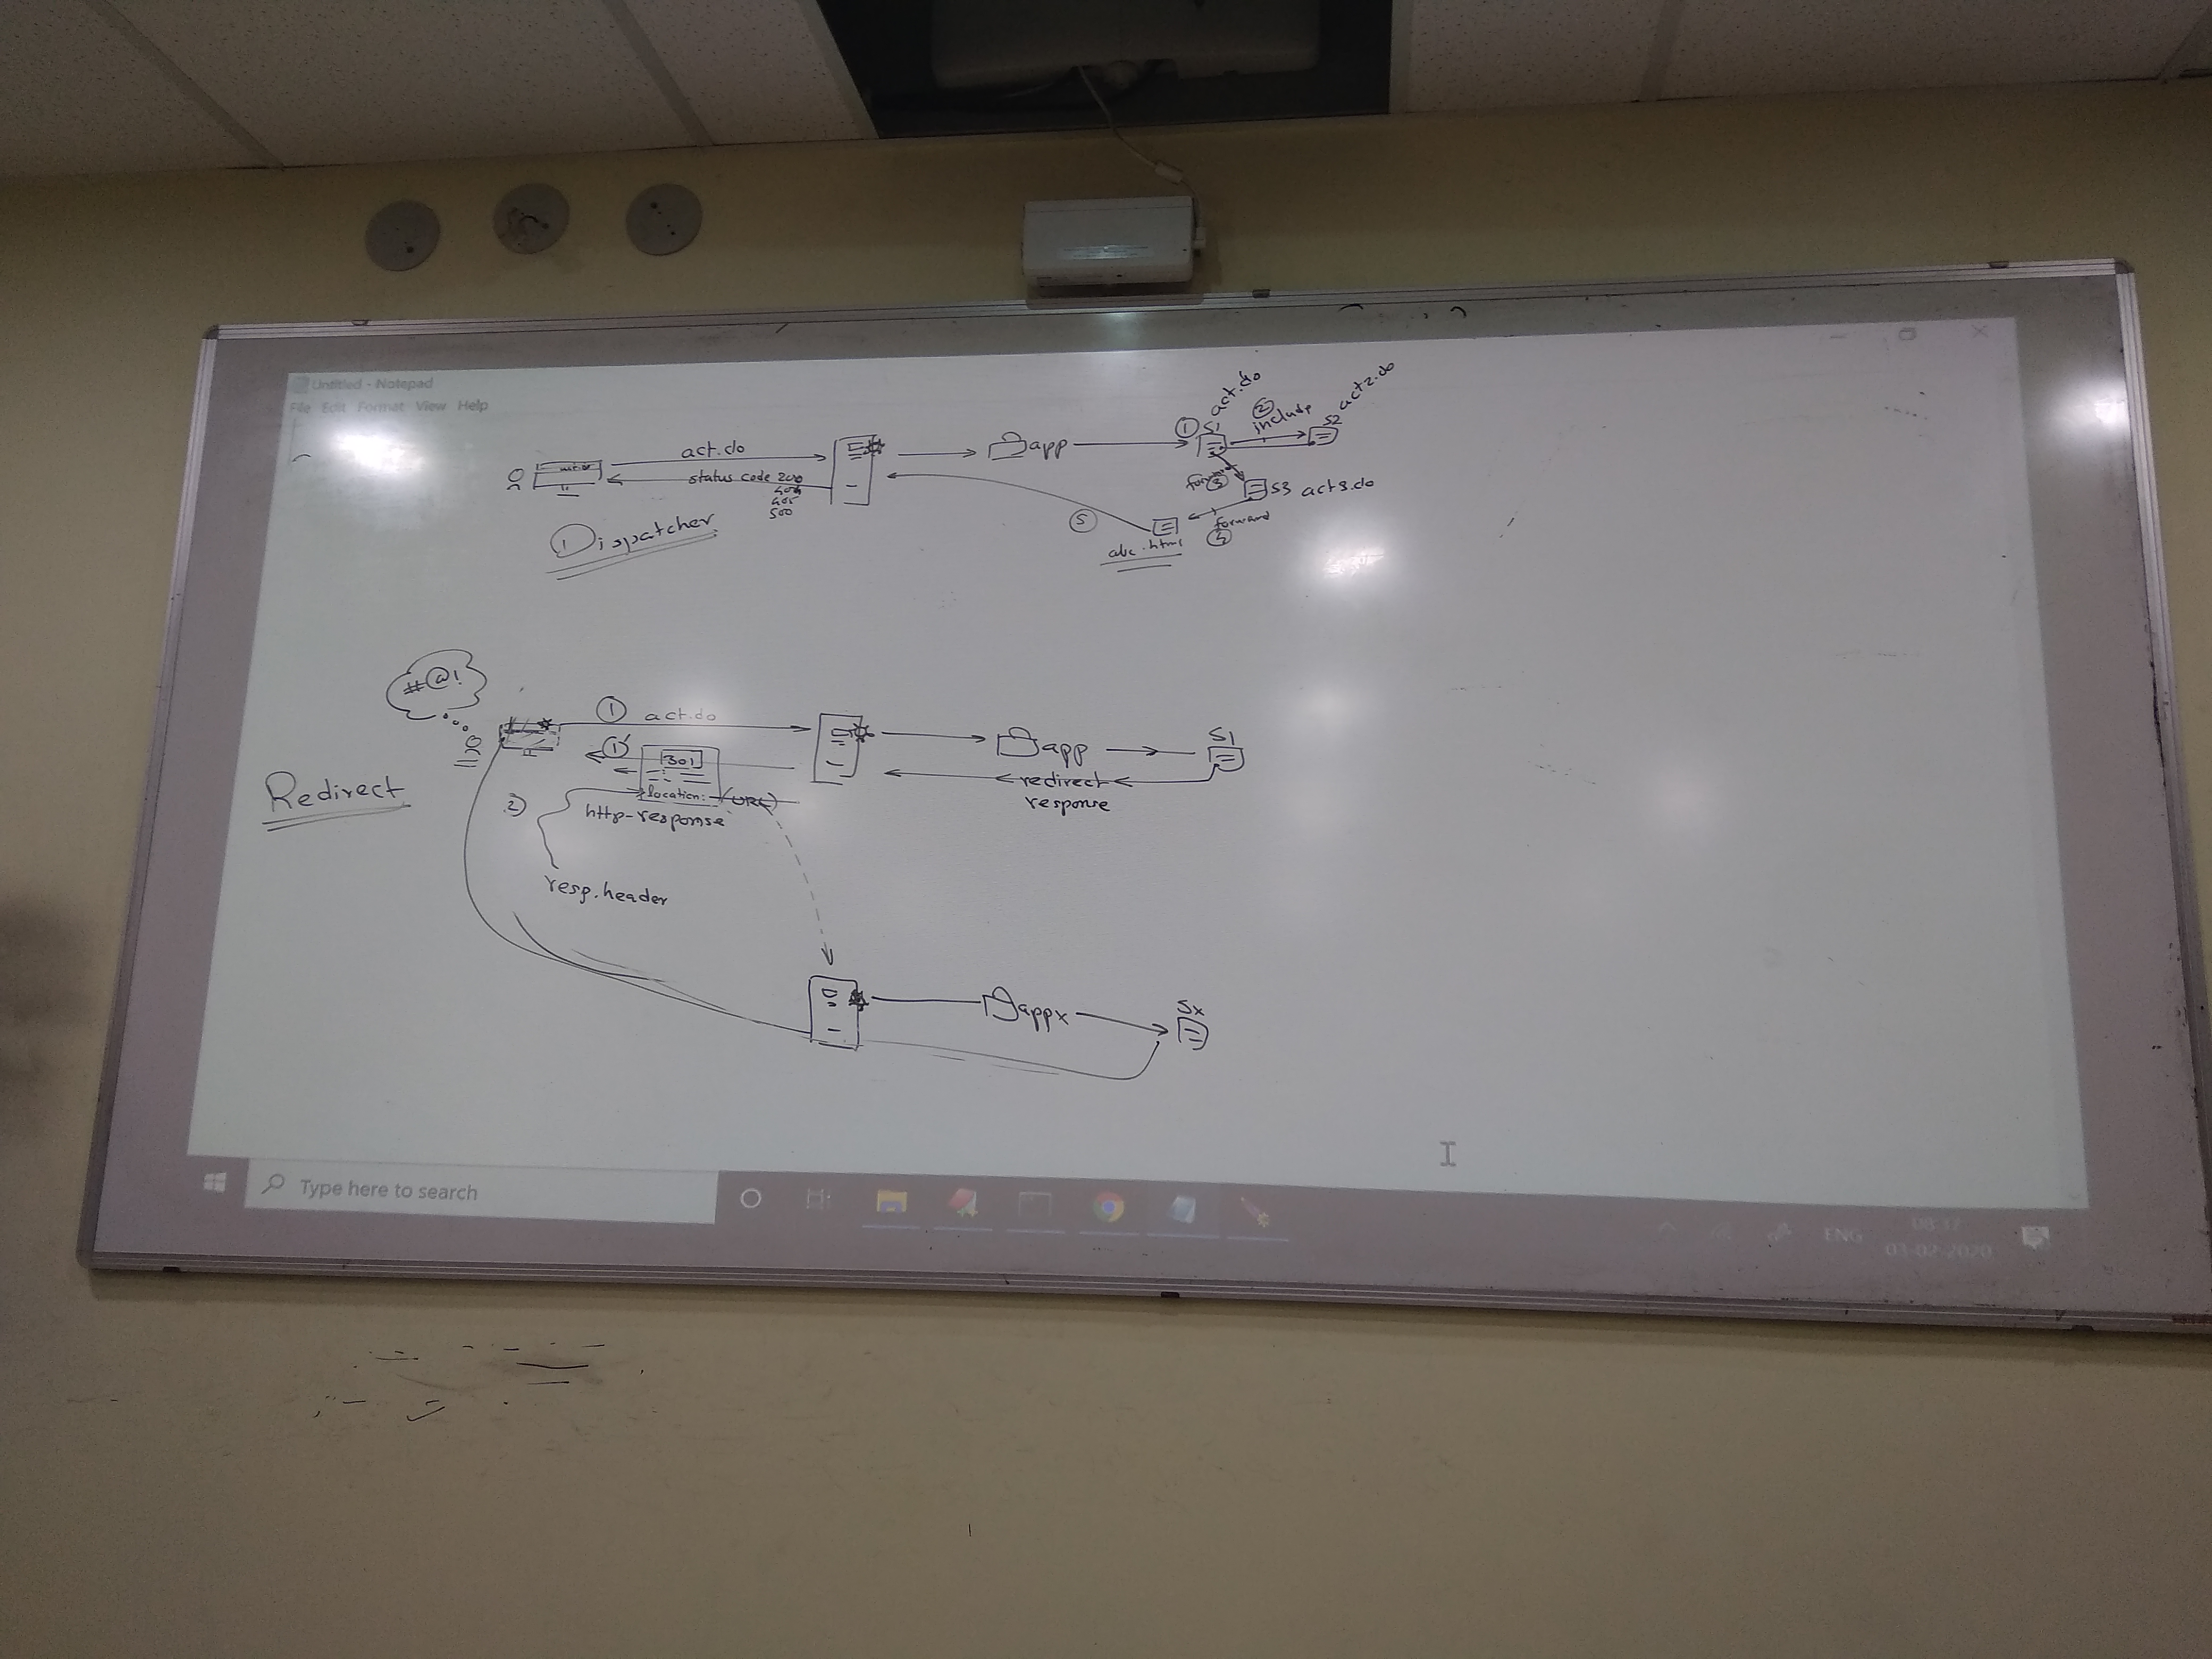 Untitled - Notepad
File Edit Format View Help
act.do
status code 200
404
405
500
Dispatcher
app
① S1 act.do
② include
S2 act2.do
③
S3 act3.do
forward
④
abc.html
⑤
#@!
① act.do
①'
301
location: (URL)
http-response
2)
resp.header
Redirect
app
S1
redirect
response
appx
Sx
Type here to search
ENG
08:37
03-02-2020